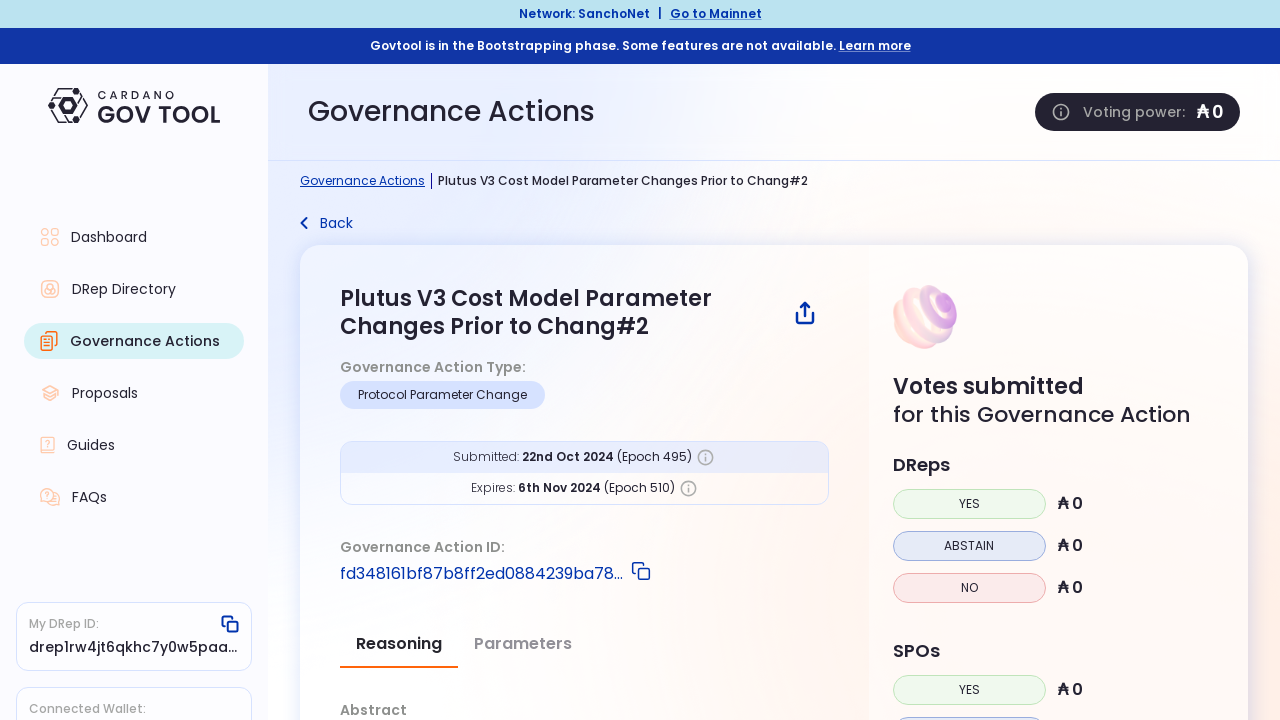 Network: SanchoNet | Go to Mainnet
Govtool is in the Bootstrapping phase. Some features are not available. Learn more
CARDANO
GOV TOOL
Dashboard
DRep Directory
Governance Actions
Proposals
Guides
FAQs
My DRep ID:
drep1rw4jt6qkhc7y0w5paa...
Connected Wallet:
Governance Actions
Voting power: ₳ 0
Governance Actions | Plutus V3 Cost Model Parameter Changes Prior to Chang#2
Back
Plutus V3 Cost Model Parameter
Changes Prior to Chang#2
Governance Action Type:
Protocol Parameter Change
Submitted: 22nd Oct 2024 (Epoch 495)
Expires: 6th Nov 2024 (Epoch 510)
Governance Action ID:
fd348161bf87b8ff2ed0884239ba78...
Reasoning Parameters
Abstract
Votes submitted
for this Governance Action
DReps
YES ₳ 0
ABSTAIN ₳ 0
NO ₳ 0
SPOs
YES ₳ 0